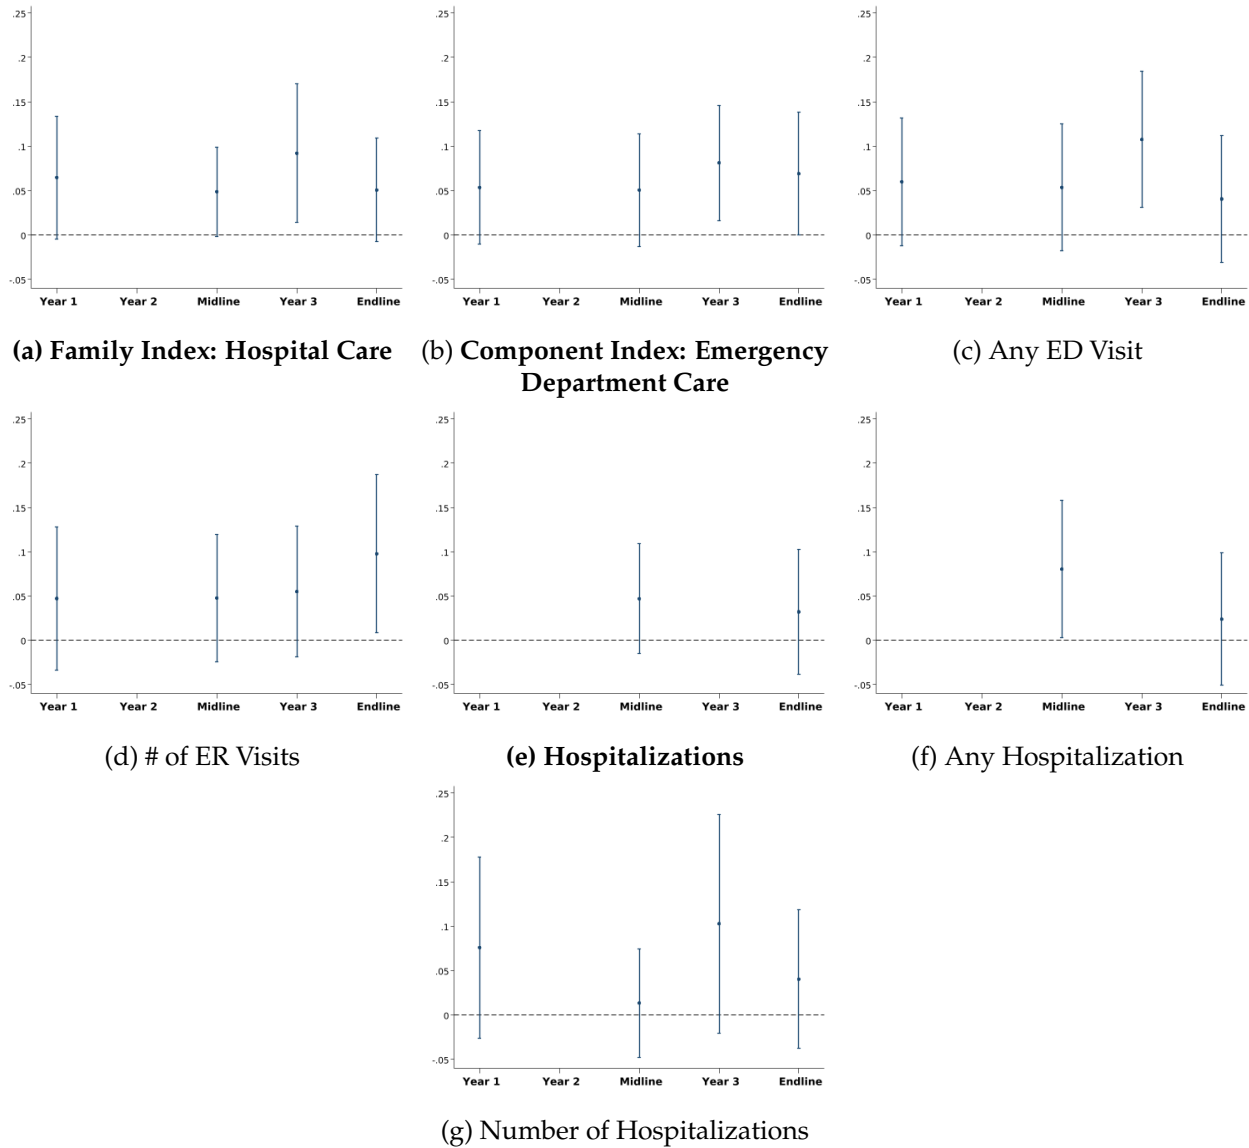 .25 .25 .25
.2 .2 .2
.15 .15 .15
.1 .1 .1
.05 .05 .05
0 0 0
-.05 -.05 -.05
Year 1 Year 2 Midline Year 3 Endline Year 1 Year 2 Midline Year 3 Endline Year 1 Year 2 Midline Year 3 Endline
(a) Family Index: Hospital Care (b) Component Index: Emergency (c) Any ED Visit
Department Care
.25 .25 .25
.2 .2 .2
.15 .15 .15
.1 .1 .1
.05 .05 .05
0 0 0
-.05 -.05 -.05
Year 1 Year 2 Midline Year 3 Endline Year 1 Year 2 Midline Year 3 Endline Year 1 Year 2 Midline Year 3 Endline
(d) # of ER Visits (e) Hospitalizations (f) Any Hospitalization
.25
.2
.15
.1
.05
0
-.05
Year 1 Year 2 Midline Year 3 Endline
(g) Number of Hospitalizations